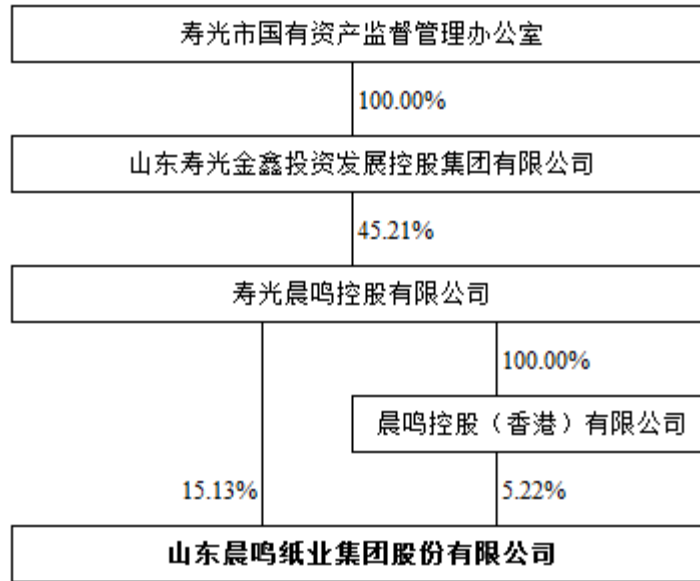 寿光市国有资产监督管理办公室
100.00%
山东寿光金鑫投资发展控股集团有限公司
45.21%
寿光晨鸣控股有限公司
100.00%
晨鸣控股（香港）有限公司
15.13%
5.22%
山东晨鸣纸业集团股份有限公司